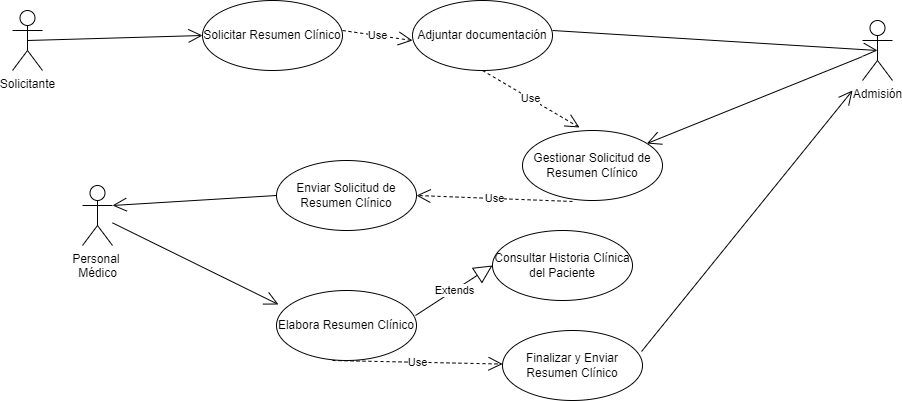 Solicitante
Solicitar Resumen Clínico
Use
Adjuntar documentación
Admisión
Use
Gestionar Solicitud de
Resumen Clínico
Use
Enviar Solicitud de
Resumen Clínico
Personal
Médico
Elabora Resumen Clínico
Extends
Consultar Historia Clínica
del Paciente
Use
Finalizar y Enviar
Resumen Clínico